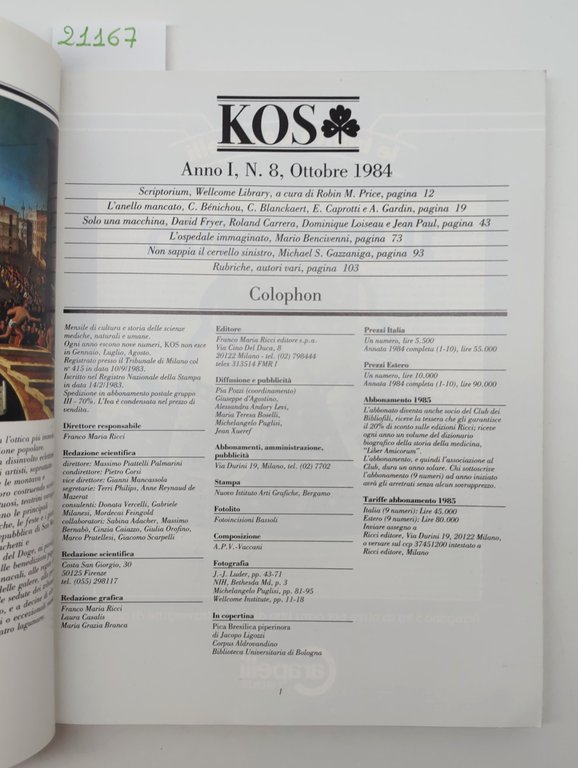 21167
KOS
Anno I, N. 8, Ottobre 1984
Scriptorium, Wellcome Library, a cura di Robin M. Price, pagina 12
L'anello mancato, C. Bénichou, C. Blanckaert, E. Caprotti e A. Gardin, pagina 19
Solo una macchina, David Fryer, Roland Carrera, Dominique Loiseau e Jean Paul, pagina 43
L'ospedale immaginato, Mario Bencivenni, pagina 73
Non sappia il cervello sinistro, Michael S. Gazzaniga, pagina 93
Rubriche, autori vari, pagina 103
Colophon
Mensile di cultura e storia delle scienze
mediche, naturali e umane.
Ogni anno escono nove numeri, KOS non esce
in Gennaio, Luglio, Agosto.
Registrato presso il Tribunale di Milano col
n° 415 in data 10/9/1983.
Iscritto nel Registro Nazionale della Stampa
in data 14/2/1983.
Spedizione in abbonamento postale gruppo
III - 70%. L'Iva è condensata nel prezzo di
vendita.
Direttore responsabile
Franco Maria Ricci
Redazione scientifica
direttore: Massimo Piattelli Palmarini
condirettore: Pietro Corsi
vice direttore: Gianni Mancassola
segretarie: Terri Philips, Anne Reynaud de
Mazerat
consulenti: Donata Vercelli, Gabriele
Milanesi, Mordecai Feingold
collaboratori: Sabina Adacher, Massimo
Bernabò, Cinzia Caiazzo, Giulia Orofino,
Marco Pratellesi, Giacomo Scarpelli
Redazione scientifica
Costa San Giorgio, 30
50125 Firenze
tel. (055) 298117
Redazione grafica
Franco Maria Ricci
Laura Casalis
Maria Grazia Branca
Editore
Franco Maria Ricci editore s.p.a.
Via Cino Del Duca, 8
20122 Milano - tel. (02) 798444
telex 313514 FMR I
Diffusione e pubblicità
Pia Pozzi (coordinamento)
Giuseppe d'Agostino,
Alessandra Andory Levi,
Maria Teresa Boselli,
Michelangelo Puglisi,
Jean Xueref
Abbonamenti, amministrazione,
pubblicità
Via Durini 19, Milano, tel. (02) 7702
Stampa
Nuovo Istituto Arti Grafiche, Bergamo
Fotolito
Fotoincisioni Bassoli
Composizione
A.P.V.-Vaccani
Fotografia
J.-J. Luder, pp. 43-71
NIH, Bethesda Md, p. 3
Michelangelo Puglisi, pp. 81-95
Wellcome Institute, pp. 11-18
In copertina
Pica Bresilica piperinora
di Jacopo Ligozzi
Corpus Aldrovandino
Biblioteca Universitaria di Bologna
Prezzi Italia
Un numero, lire 5.500
Annata 1984 completa (1-10), lire 55.000
Prezzi Estero
Un numero, lire 10.000
Annata 1984 completa (1-10), lire 90.000
Abbonamento 1985
L'abbonato diventa anche socio del Club dei
Bibliofili, riceve la tessera che gli garantisce
il 20% di sconto sulle edizioni Ricci; riceve
ogni anno un volume del dizionario
biografico della storia della medicina,
"Liber Amicorum".
L'abbonamento, e quindi l'associazione al
Club, dura un anno solare. Chi sottoscrive
l'abbonamento (9 numeri) ad anno iniziato
avrà gli arretrati senza alcun sovrapprezzo.
Tariffe abbonamento 1985
Italia (9 numeri): Lire 45.000
Estero (9 numeri): Lire 80.000
Inviare assegno a
Ricci editore, Via Durini 19, 20122 Milano,
o versare sul ccp 37451200 intestato a
Ricci editore, Milano
1